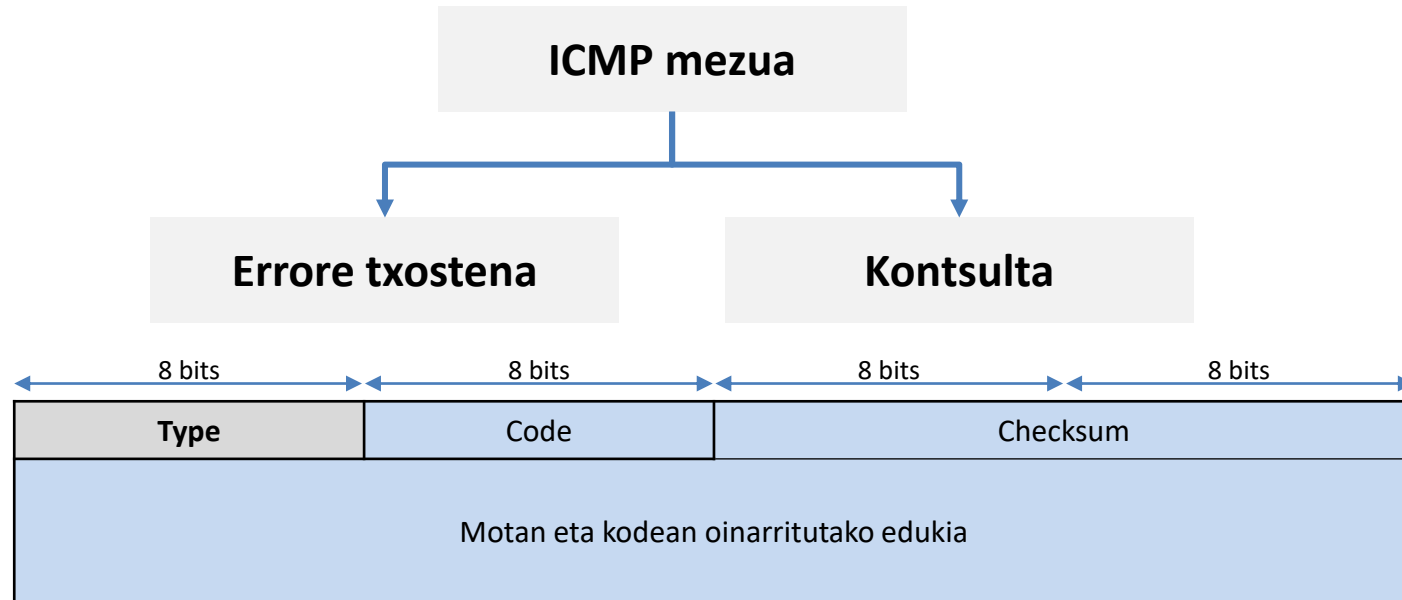 ICMP mezua
Errore txostena
Kontsulta
8 bits
8 bits
8 bits
8 bits
Type
Code
Checksum
Motan eta kodean oinarritutako edukia